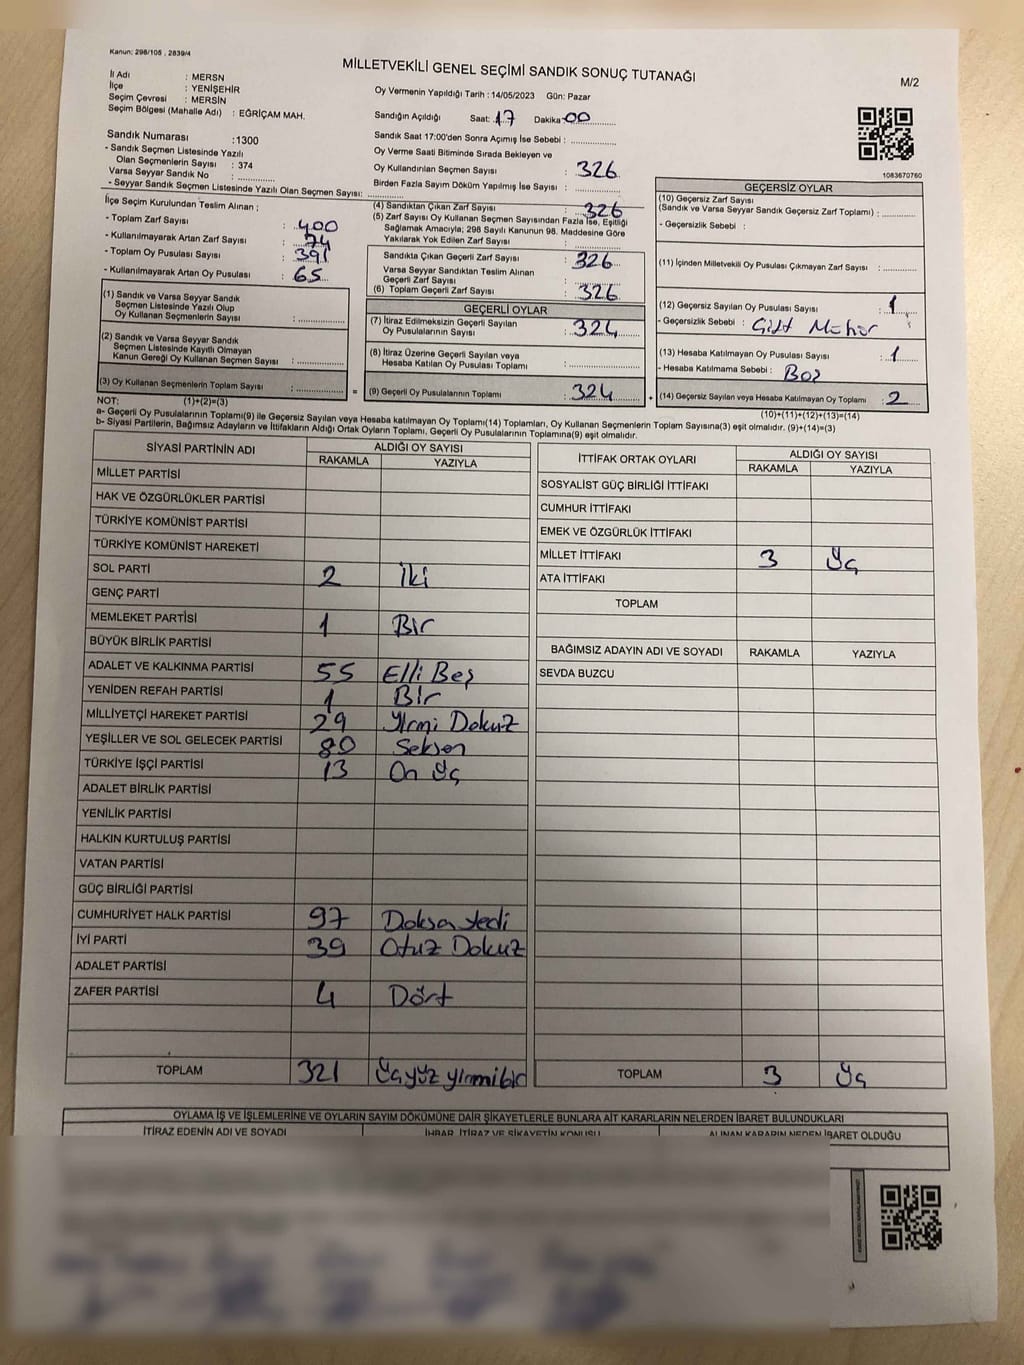 Kanun: 298/105 , 2839/4
MİLLETVEKİLİ GENEL SEÇİMİ SANDIK SONUÇ TUTANAĞI
M/2
İl Adı : MERSN
İlçe : YENİŞEHİR
Seçim Çevresi : MERSİN
Seçim Bölgesi (Mahalle Adı) : EĞRİÇAM MAH.
Sandık Numarası :1300
- Sandık Seçmen Listesinde Yazılı
Olan Seçmenlerin Sayısı : 374
Varsa Seyyar Sandık No :
- Seyyar Sandık Seçmen Listesinde Yazılı Olan Seçmen Sayısı:
İlçe Seçim Kurulundan Teslim Alınan ;
- Toplam Zarf Sayısı : 400
- Kullanılmayarak Artan Zarf Sayısı : 74
- Toplam Oy Pusulası Sayısı : 391
- Kullanılmayarak Artan Oy Pusulası : 65
(1) Sandık ve Varsa Seyyar Sandık
Seçmen Listesinde Yazılı Olup
Oy Kullanan Seçmenlerin Sayısı :
(2) Sandık ve Varsa Seyyar Sandık
Seçmen Listesinde Kayıtlı Olmayan
Kanun Gereği Oy Kullanan Seçmen Sayısı :
(3) Oy Kullanan Seçmenlerin Toplam Sayısı :
Oy Vermenin Yapıldığı Tarih : 14/05/2023 Gün: Pazar
Sandığın Açıldığı Saat: 17 Dakika 00
Sandık Saat 17:00'den Sonra Açımış İse Sebebi :
Oy Verme Saati Bitiminde Sırada Bekleyen ve
Oy Kullandırılan Seçmen Sayısı : 326
Birden Fazla Sayım Döküm Yapılmış İse Sayısı :
(4) Sandıktan Çıkan Zarf Sayısı : 326
(5) Zarf Sayısı Oy Kullanan Seçmen Sayısından Fazla İse, Eşitliği
Sağlamak Amacıyla; 298 Sayılı Kanunun 98. Maddesine Göre
Yakılarak Yok Edilen Zarf Sayısı :
Sandıkta Çıkan Geçerli Zarf Sayısı : 326
Varsa Seyyar Sandıktan Teslim Alınan
Geçerli Zarf Sayısı :
(6) Toplam Geçerli Zarf Sayısı : 326
GEÇERLİ OYLAR
(7) İtiraz Edilmeksizin Geçerli Sayılan
Oy Pusulalarının Sayısı : 324
(8) İtiraz Üzerine Geçerli Sayılan veya
Hesaba Katılan Oy Pusulası Toplamı :
= (9) Geçerli Oy Pusulalarının Toplamı : 324
1083670760
GEÇERSİZ OYLAR
(10) Geçersiz Zarf Sayısı
(Sandık ve Varsa Seyyar Sandık Geçersiz Zarf Toplamı) :
- Geçersizlik Sebebi :
(11) İçinden Milletvekili Oy Pusulası Çıkmayan Zarf Sayısı :
(12) Geçersiz Sayılan Oy Pusulası Sayısı : 1
- Geçersizlik Sebebi : Çift Mühür
(13) Hesaba Katılmayan Oy Pusulası Sayısı : 1
- Hesaba Katılmama Sebebi : Boş
+ (14) Geçersiz Sayılan veya Hesaba Katılmayan Oy Toplamı : 2
NOT: (1)+(2)=(3)
(10)+(11)+(12)+(13)=(14)
a- Geçerli Oy Pusulalarının Toplamı(9) ile Geçersiz Sayılan veya Hesaba katılmayan Oy Toplamı(14) Toplamları, Oy Kullanan Seçmenlerin Toplam Sayısına(3) eşit olmalıdır. (9)+(14)=(3)
b- Siyasi Partilerin, Bağımsız Adayların ve İttifakların Aldığı Ortak Oyların Toplamı, Geçerli Oy Pusulalarının Toplamına(9) eşit olmalıdır.
SİYASİ PARTİNİN ADI ALDIĞI OY SAYISI
RAKAMLA YAZIYLA
MİLLET PARTİSİ
HAK VE ÖZGÜRLÜKLER PARTİSİ
TÜRKİYE KOMÜNİST PARTİSİ
TÜRKİYE KOMÜNİST HAREKETİ
SOL PARTİ 2 İki
GENÇ PARTİ
MEMLEKET PARTİSİ 1 Bir
BÜYÜK BİRLİK PARTİSİ
ADALET VE KALKINMA PARTİSİ 55 Elli Beş
YENİDEN REFAH PARTİSİ 1 Bir
MİLLİYETÇİ HAREKET PARTİSİ 29 Yirmi Dokuz
YEŞİLLER VE SOL GELECEK PARTİSİ 80 Seksen
TÜRKİYE İŞÇİ PARTİSİ 13 On Üç
ADALET BİRLİK PARTİSİ
YENİLİK PARTİSİ
HALKIN KURTULUŞ PARTİSİ
VATAN PARTİSİ
GÜÇ BİRLİĞİ PARTİSİ
CUMHURİYET HALK PARTİSİ 97 Doksa yedi
İYİ PARTİ 39 Otuz Dokuz
ADALET PARTİSİ
ZAFER PARTİSİ 4 Dört
TOPLAM 321 Üçyüz yirmibir
İTTİFAK ORTAK OYLARI ALDIĞI OY SAYISI
RAKAMLA YAZIYLA
SOSYALİST GÜÇ BİRLİĞİ İTTİFAKI
CUMHUR İTTİFAKI
EMEK VE ÖZGÜRLÜK İTTİFAKI
MİLLET İTTİFAKI 3 Üç
ATA İTTİFAKI
TOPLAM
BAĞIMSIZ ADAYIN ADI VE SOYADI RAKAMLA YAZIYLA
SEVDA BUZCU
TOPLAM 3 Üç
OYLAMA İŞ VE İŞLEMLERİNE VE OYLARIN SAYIM DÖKÜMÜNE DAİR ŞİKAYETLERLE BUNLARA AİT KARARLARIN NELERDEN İBARET BULUNDUKLARI
İTİRAZ EDENİN ADI VE SOYADI İHBAR, İTİRAZ VE ŞİKAYETİN KONUSU ALINAN KARARIN NEDEN İBARET OLDUĞU